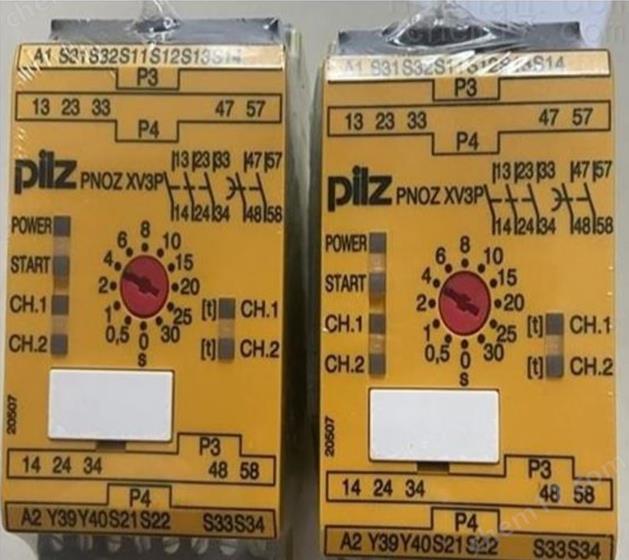 A1 S31S32S11S12S13S14
P3
13 23 33 47 57
P4
13 23 33 47 57
pilz PNOZ XV3P
14 24 34 48 58
POWER
START
CH.1
CH.2
8
6 10
4 15
2 20
1 25
0,5 0 30
s
[t] CH.1
[t] CH.2
20507
P3
14 24 34 48 58
P4
A2 Y39Y40S21S22 S33S34
A1 S31S32S11S12S13S14
P3
13 23 33 47 57
P4
13 23 33 47 57
pilz PNOZ XV3P
14 24 34 48 58
POWER
START
CH.1
CH.2
8
6 10
4 15
2 20
1 25
0,5 0 30
s
[t] CH.1
[t] CH.2
20507
P3
14 24 34 48 58
P4
A2 Y39Y40S21S22 S33S34